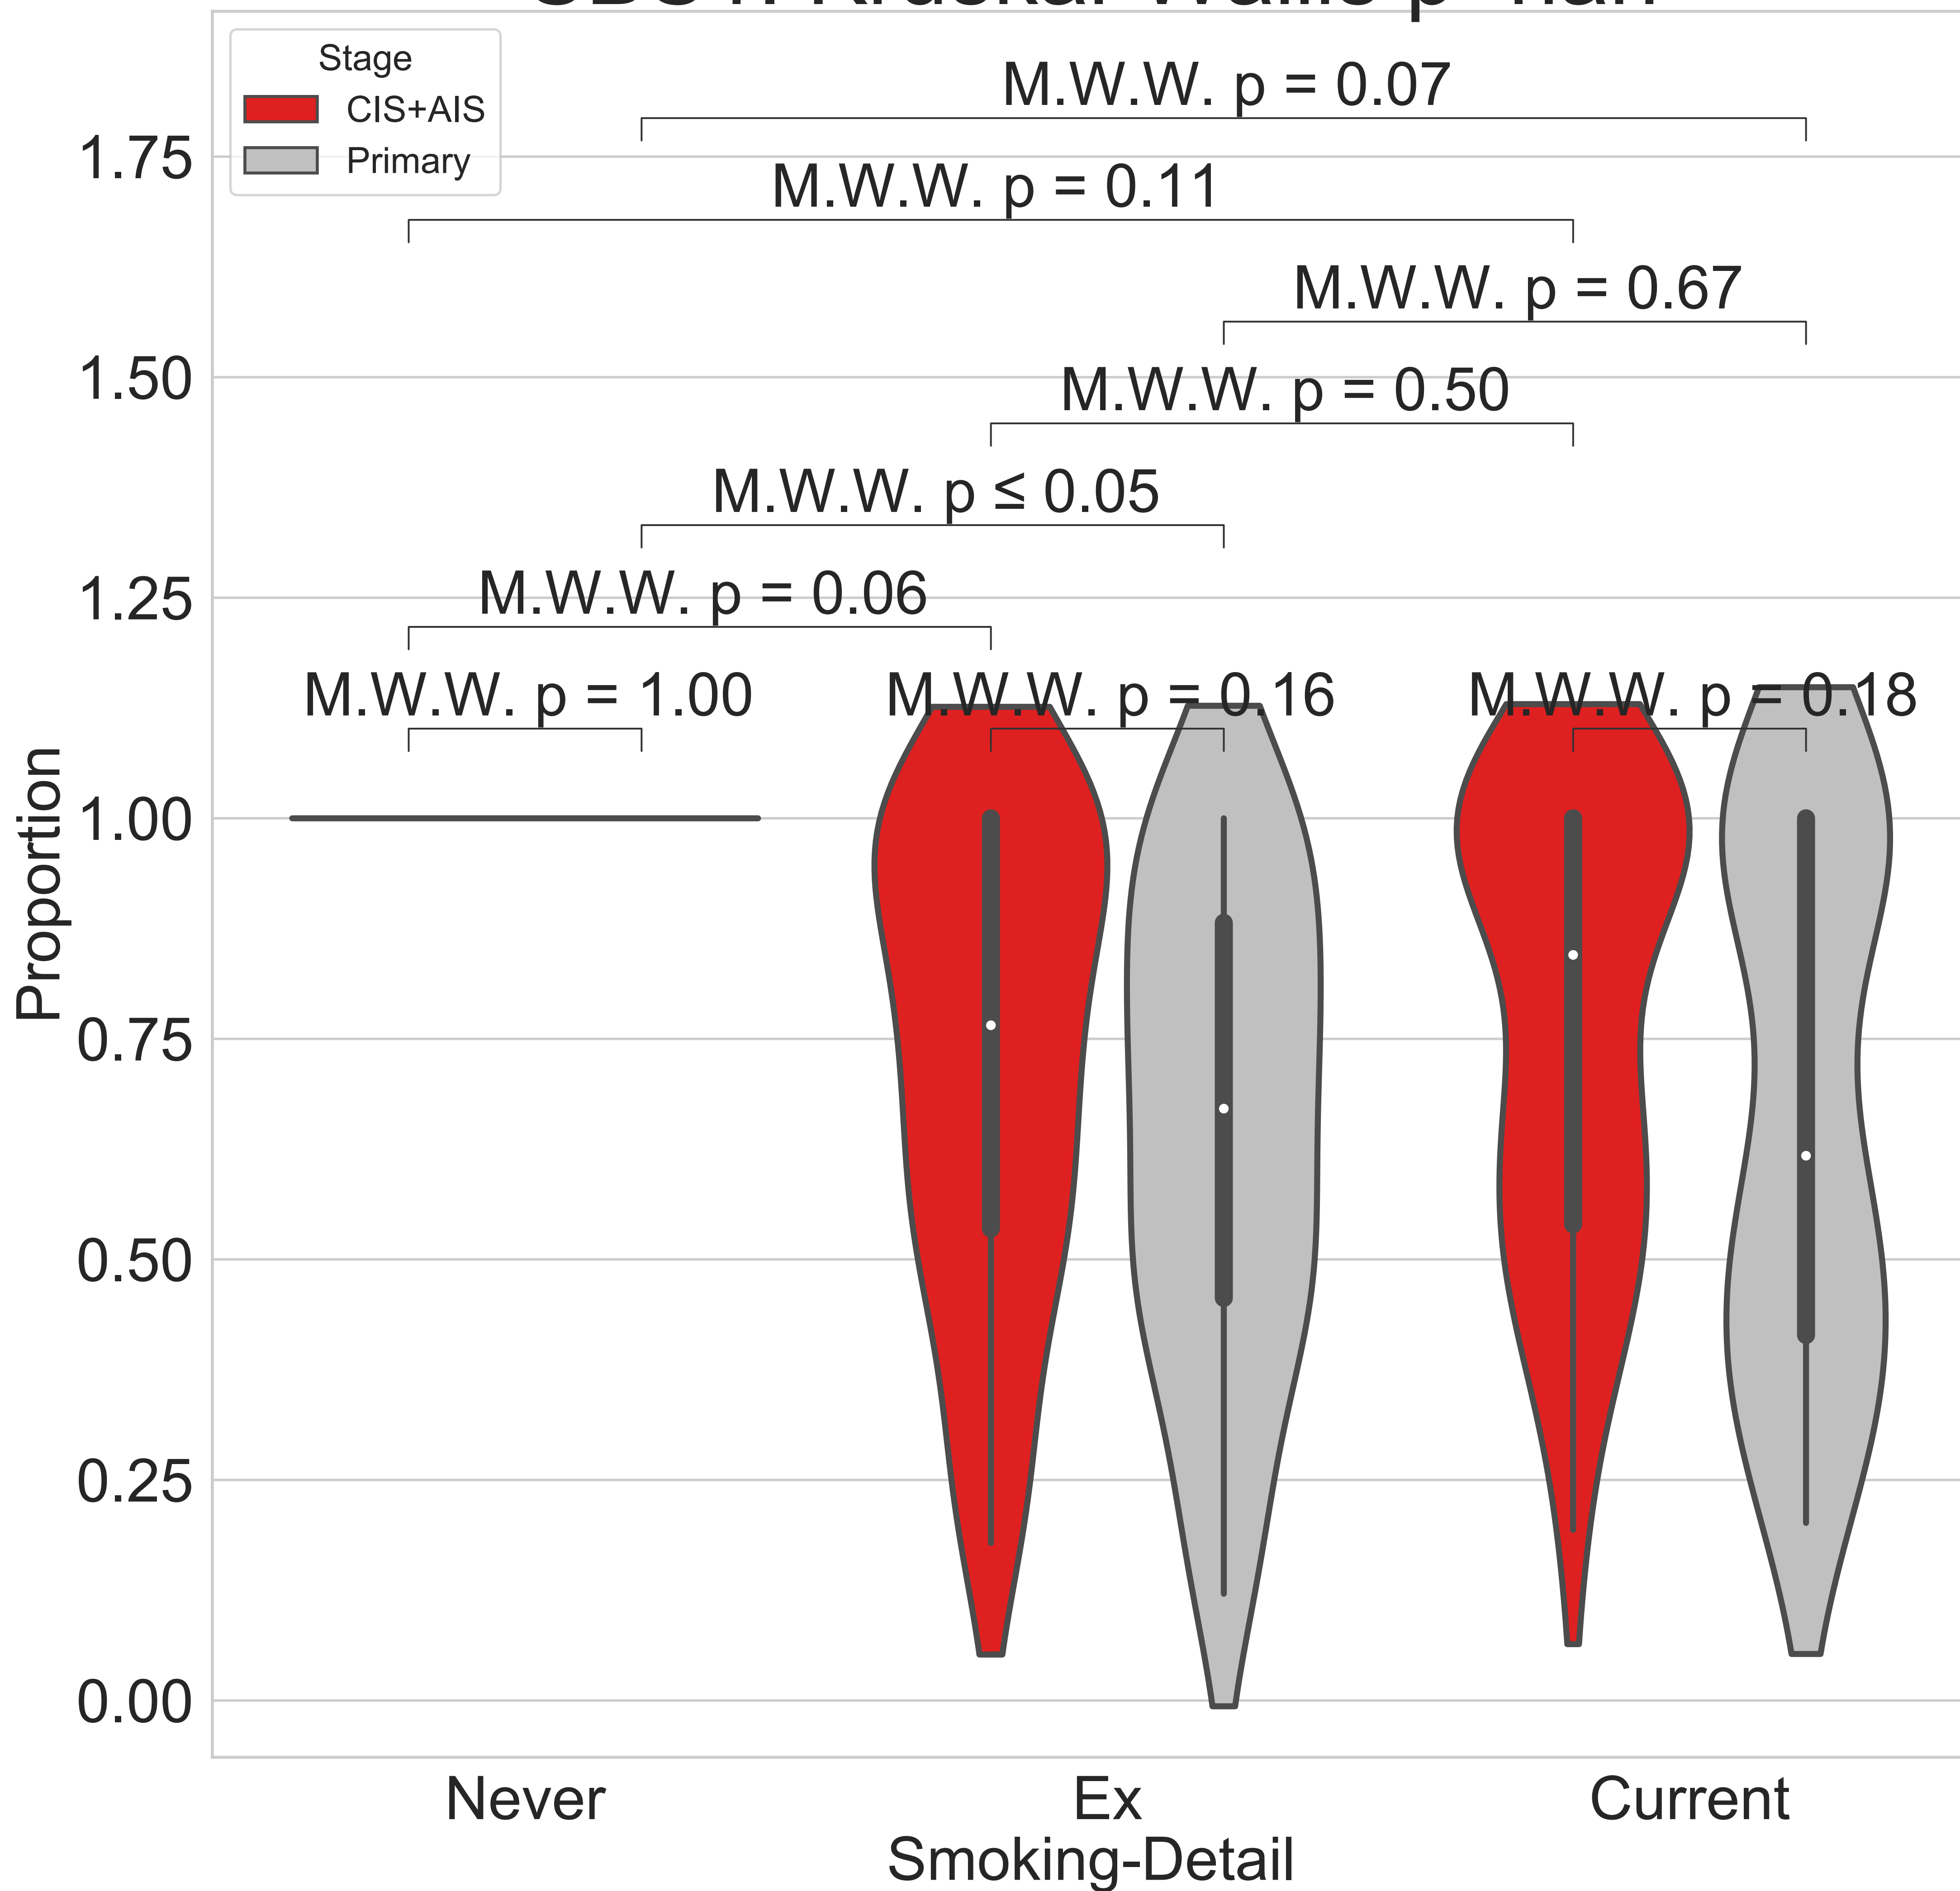 Stage
CIS+AIS
Primary
M.W.W. p = 0.07
M.W.W. p = 0.11
M.W.W. p = 0.67
M.W.W. p = 0.50
M.W.W. p ≤ 0.05
M.W.W. p = 0.06
M.W.W. p = 1.00
M.W.W. p = 0.16
M.W.W. p = 0.18
1.75
1.50
1.25
1.00
0.75
0.50
0.25
0.00
Proportion
Never
Ex
Current
Smoking-Detail